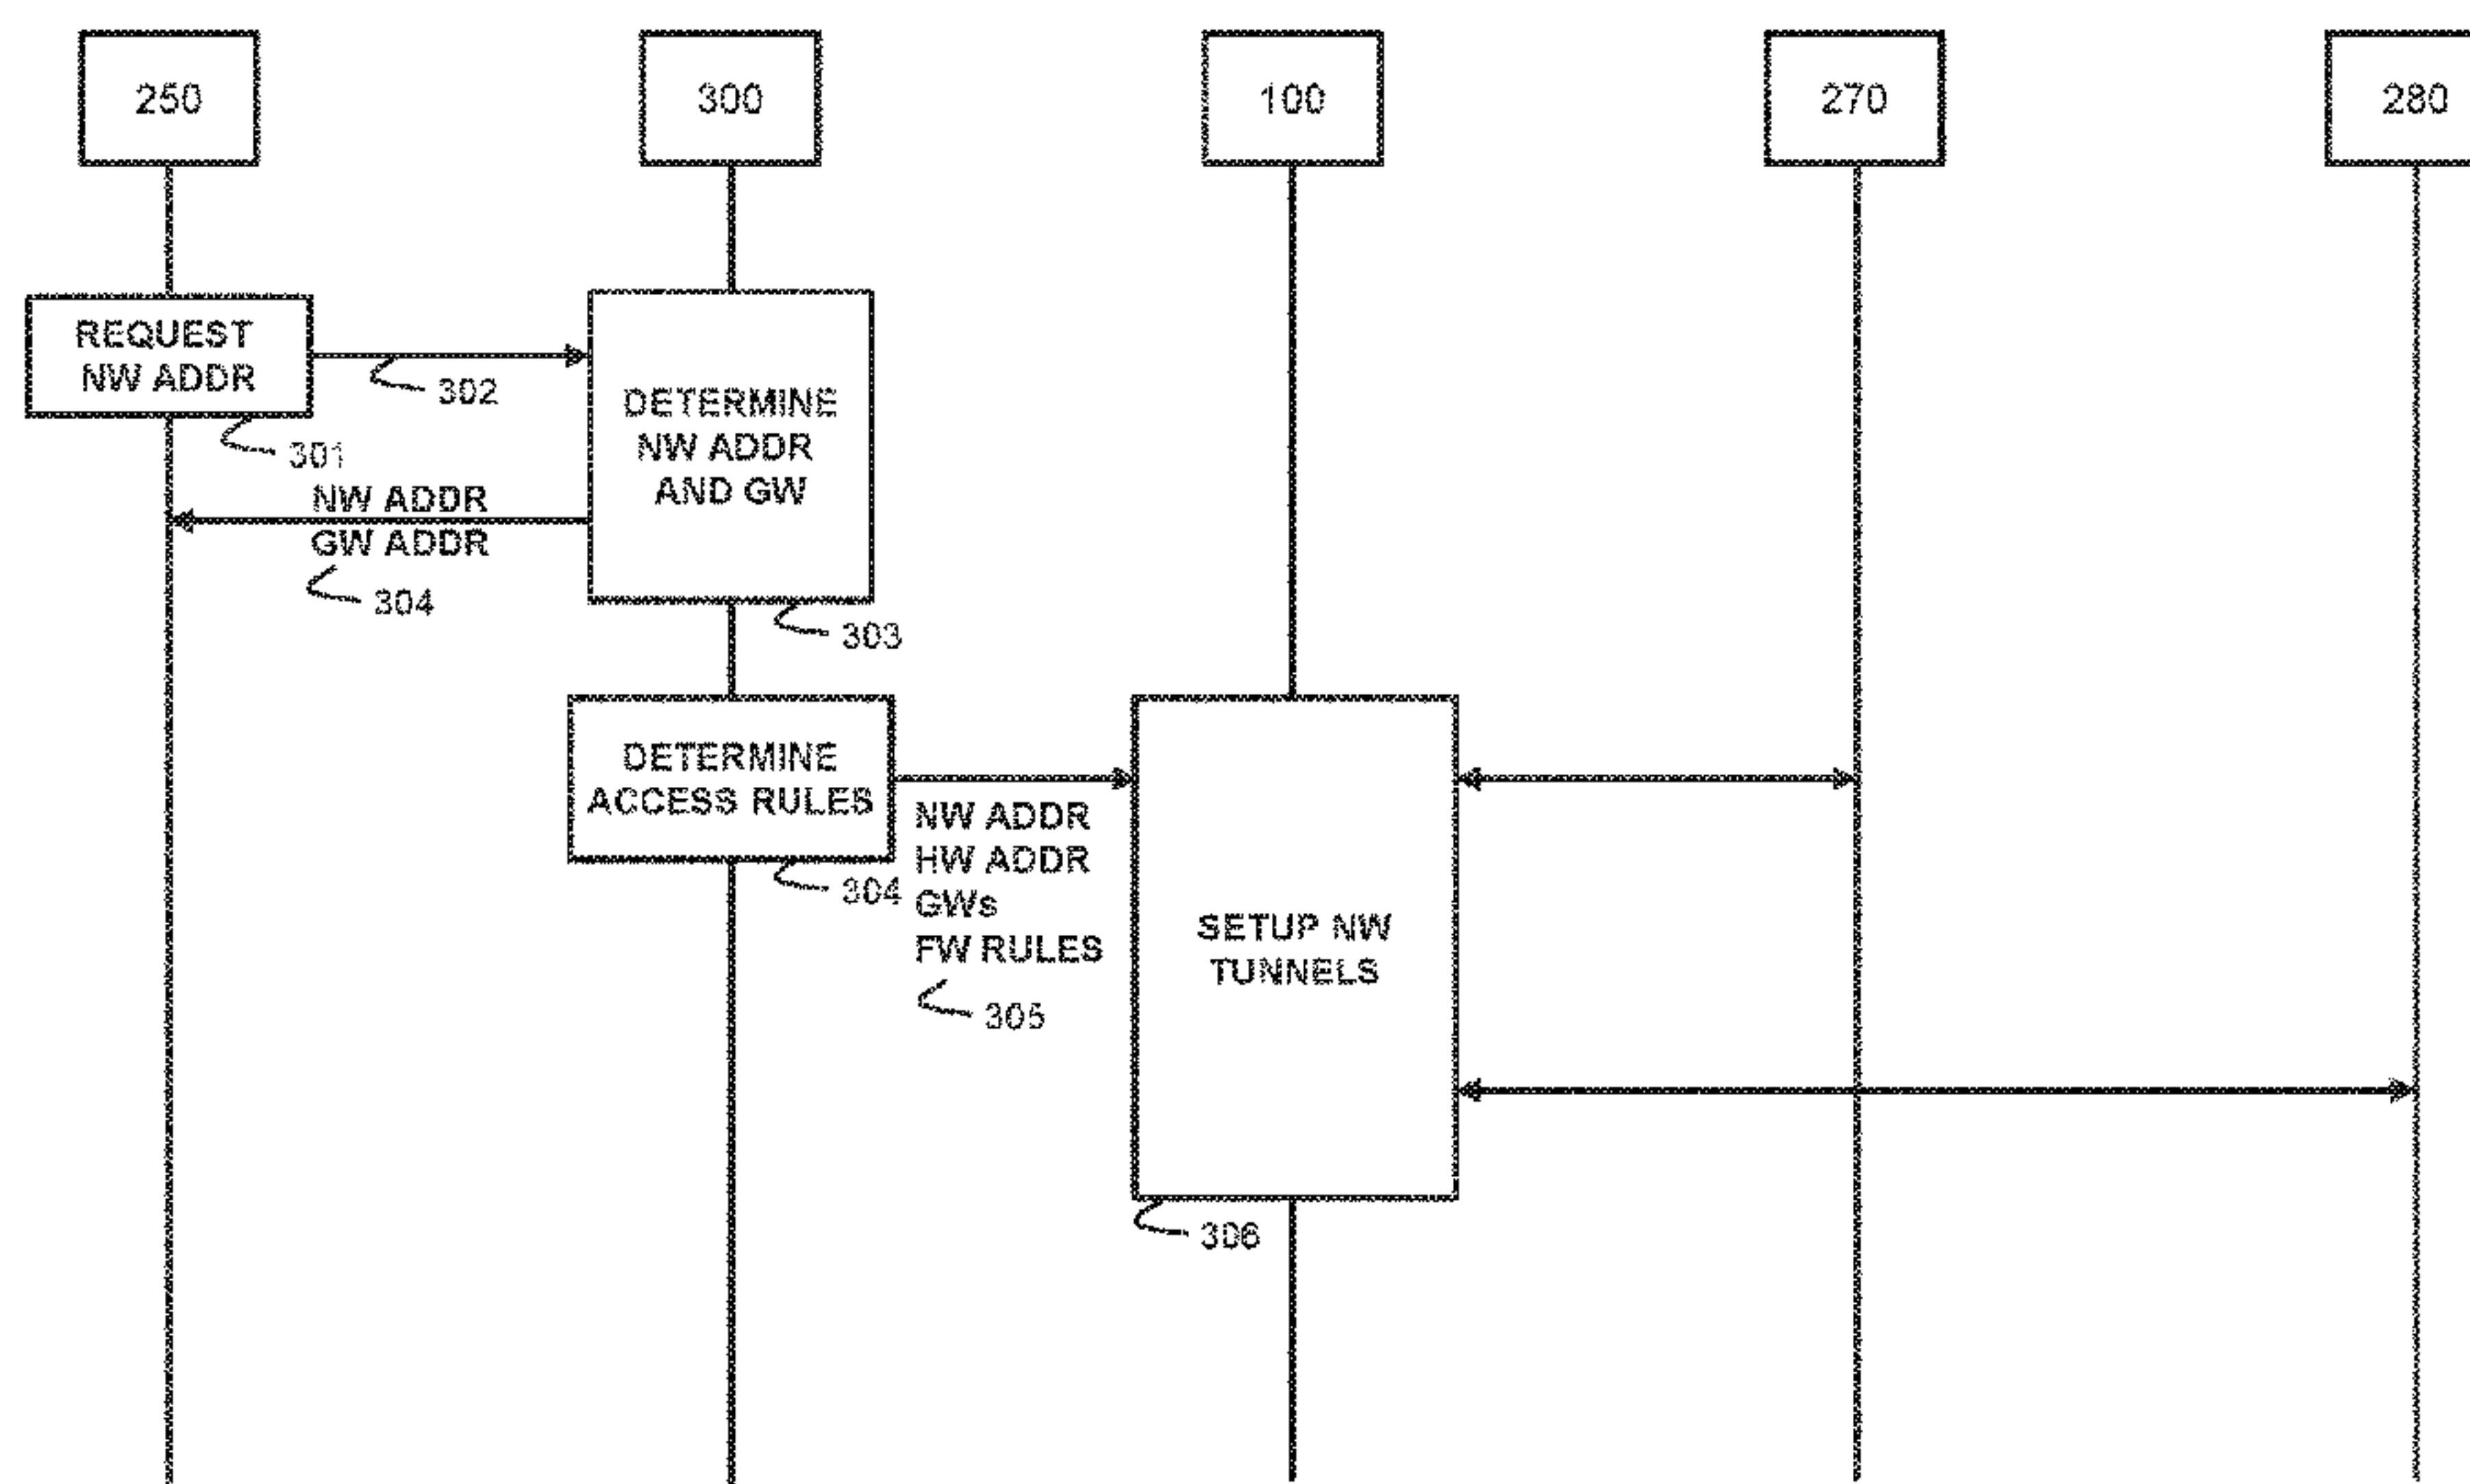 250
300
100
270
280
REQUEST
NW ADDR
302
301
DETERMINE
NW ADDR
AND GW
NW ADDR
GW ADDR
304
303
DETERMINE
ACCESS RULES
304
NW ADDR
HW ADDR
GWs
FW RULES
305
SETUP NW
TUNNELS
306